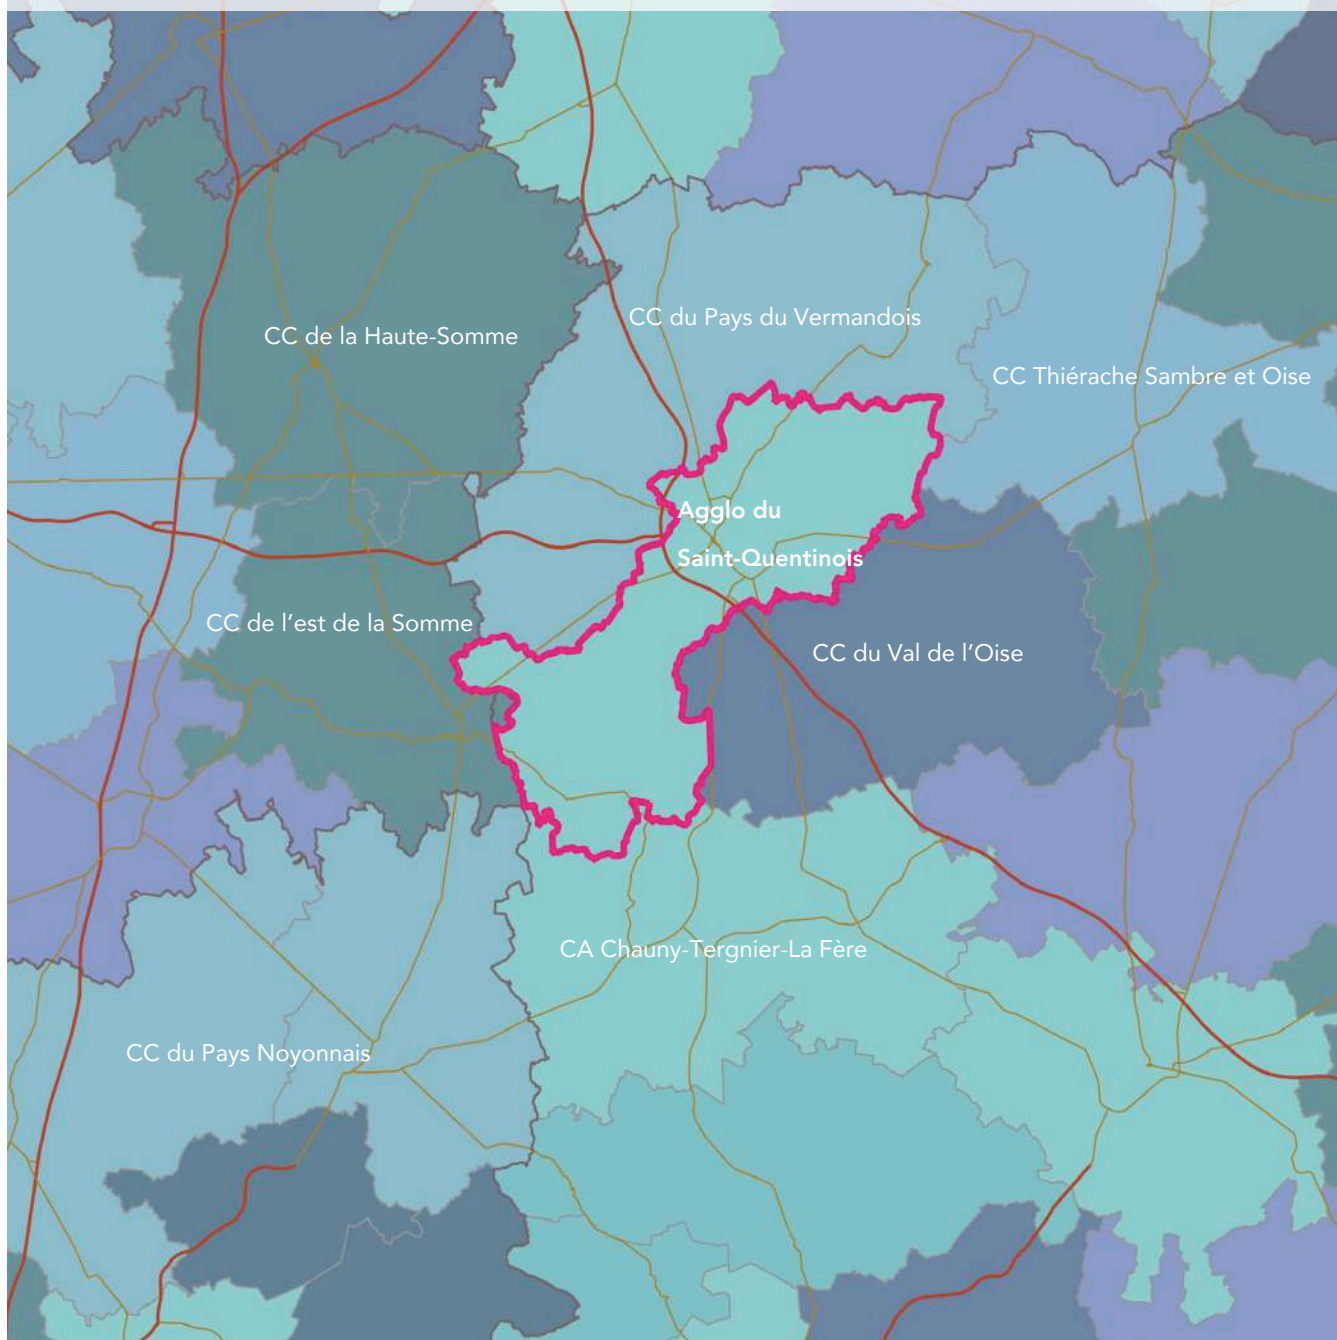 CC du Pays du Vermandois
CC de la Haute-Somme
CC Thiérache Sambre et Oise
Agglo du
Saint-Quentinois
CC de l'est de la Somme
CC du Val de l'Oise
CA Chauny-Tergnier-La Fère
CC du Pays Noyonnais